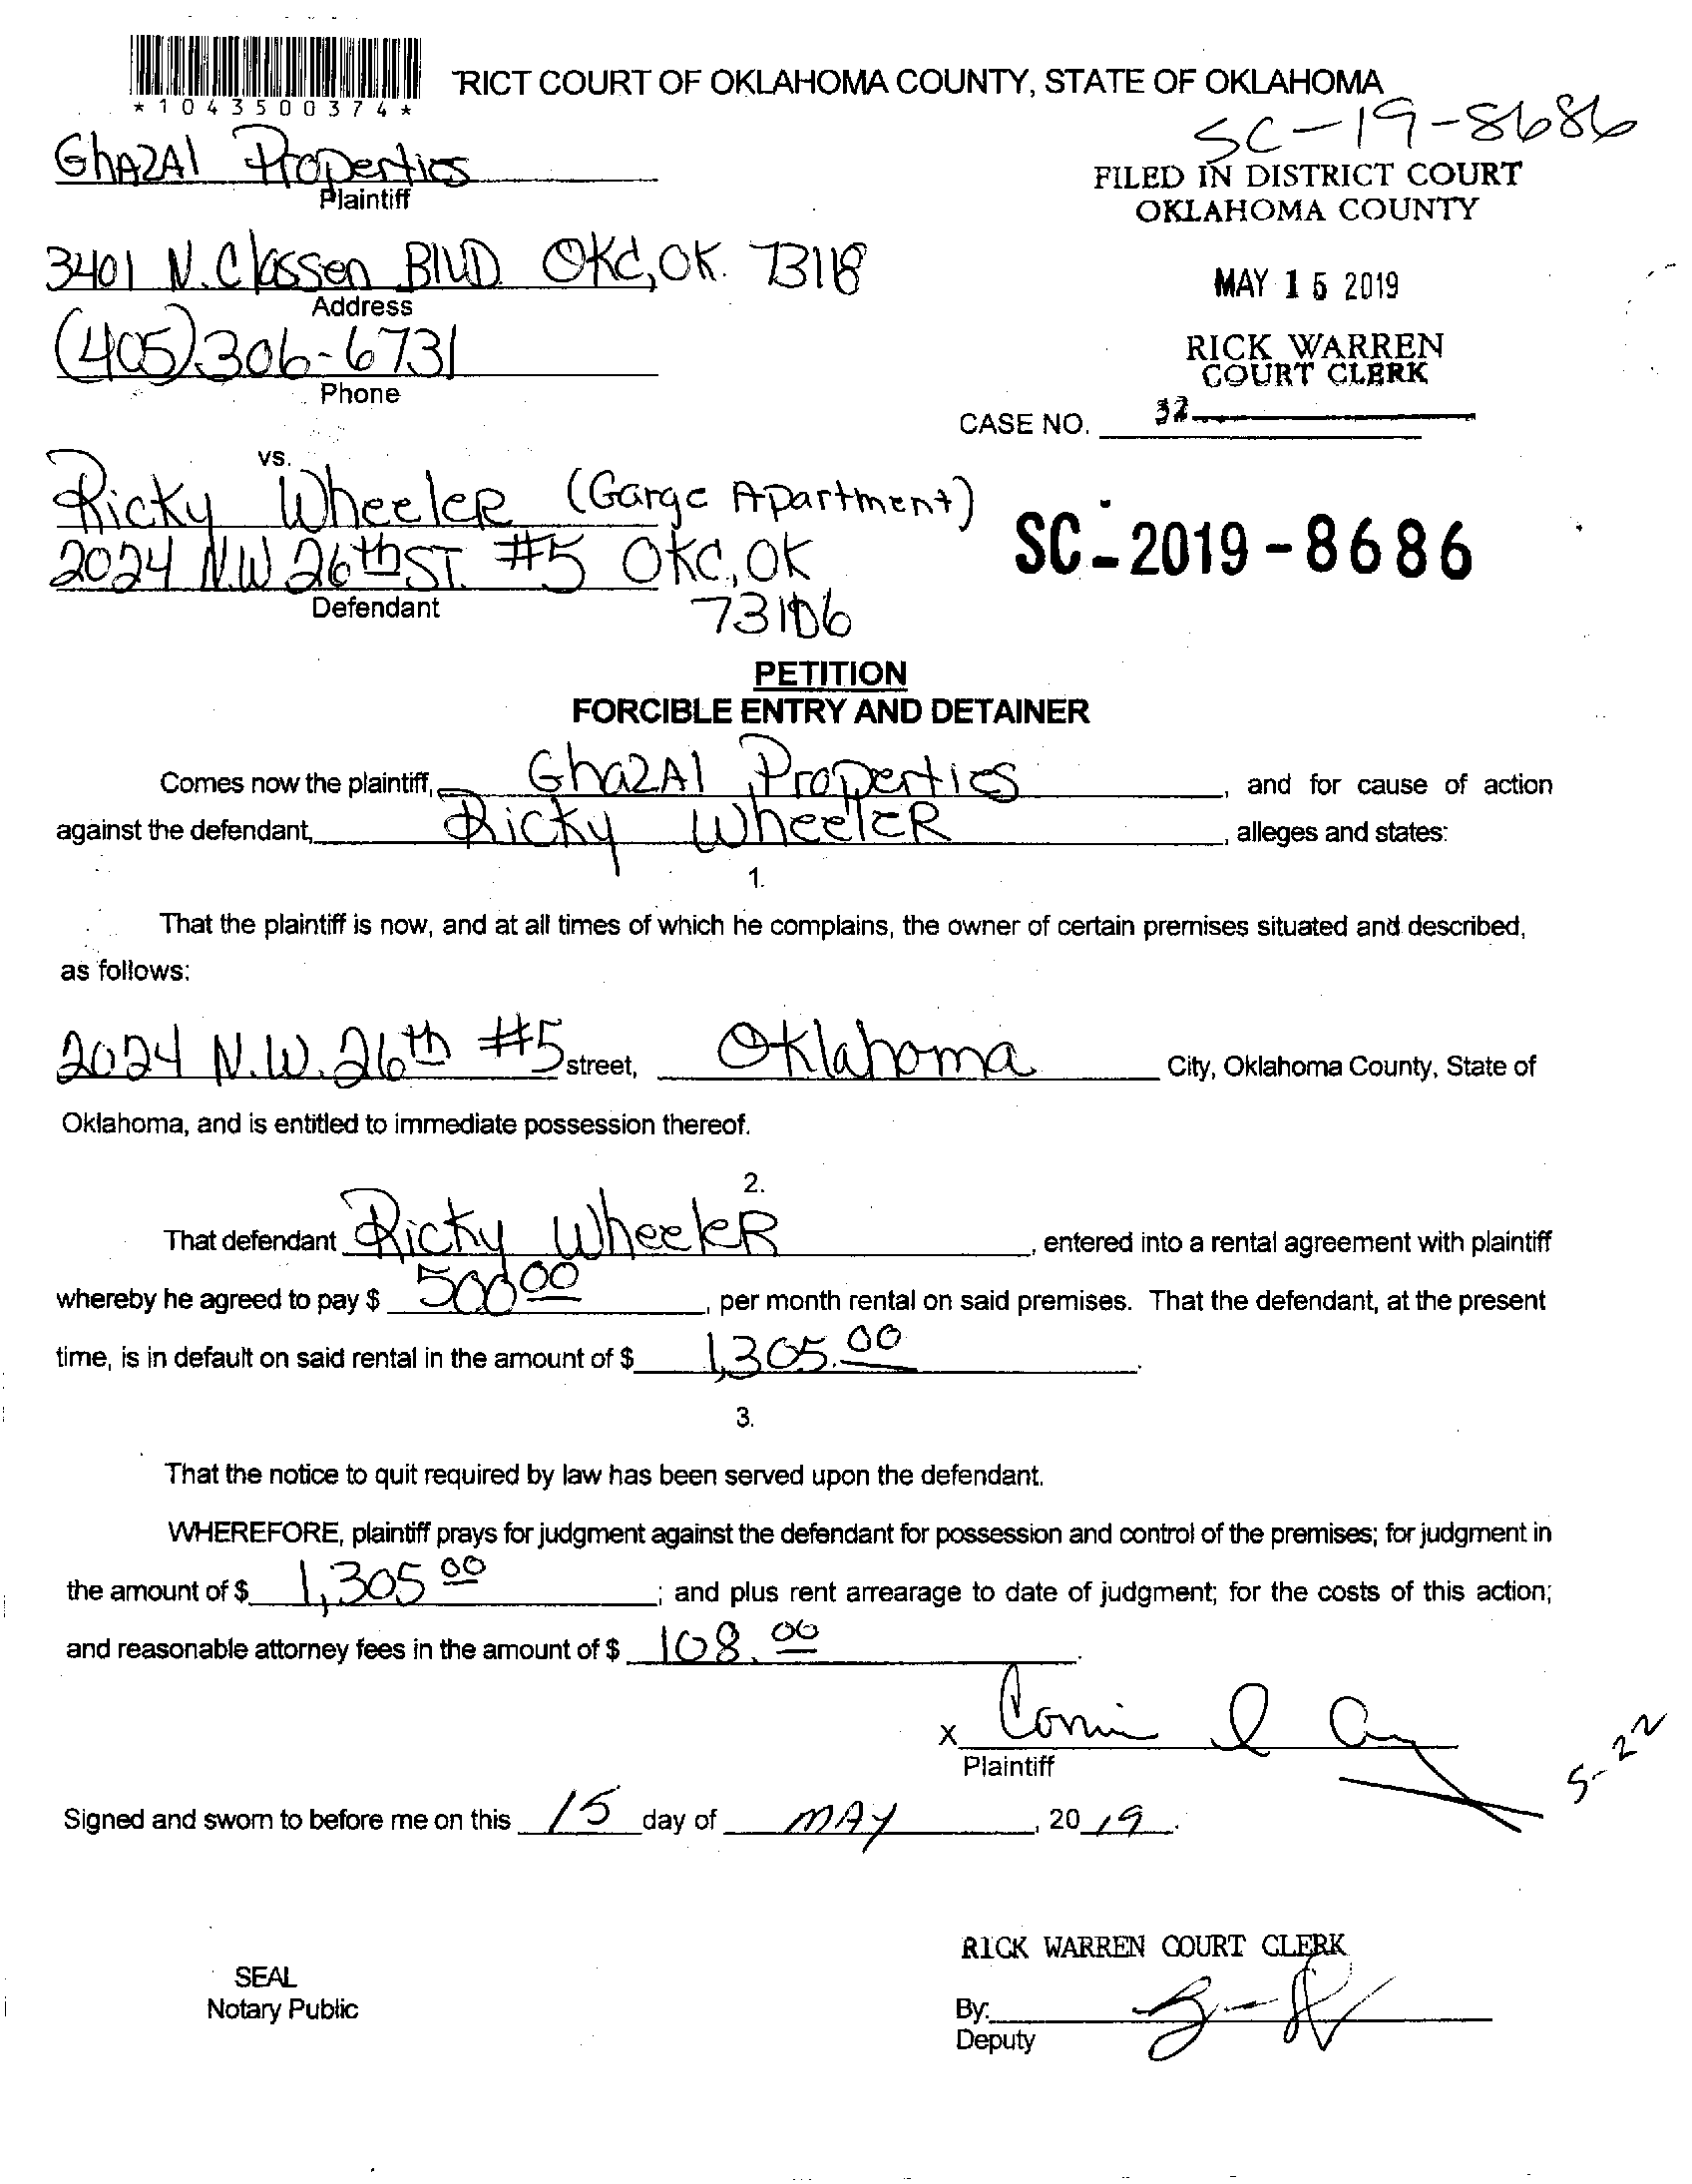 *1043500374*
RICT COURT OF OKLAHOMA COUNTY, STATE OF OKLAHOMA
SC-19-8686
GhAzAl Properties
Plaintiff
FILED IN DISTRICT COURT
OKLAHOMA COUNTY
3401 N. Classen BlVD. OKC, OK. 73118
Address
MAY 15 2019
(405) 306-6731
Phone
RICK WARREN
COURT CLERK
CASE NO. 32
vs.
Ricky WheeleR (Garge Apartment)
2024 N.W 26th ST. #5 OKC, OK
Defendant
73106
SC-2019-8686
PETITION
FORCIBLE ENTRY AND DETAINER
Comes now the plaintiff, GhazAl Properties, and for cause of action
against the defendant, Ricky WheeleR, alleges and states:
1.
That the plaintiff is now, and at all times of which he complains, the owner of certain premises situated and described,
as follows:
2024 N.W. 26th #5 street, Oklahoma City, Oklahoma County, State of
Oklahoma, and is entitled to immediate possession thereof.
2.
That defendant Ricky WheeleR, entered into a rental agreement with plaintiff
whereby he agreed to pay $ 500 00, per month rental on said premises. That the defendant, at the present
time, is in default on said rental in the amount of $ 1,305.00.
3.
That the notice to quit required by law has been served upon the defendant.
WHEREFORE, plaintiff prays for judgment against the defendant for possession and control of the premises; for judgment in
the amount of $ 1,305 00; and plus rent arrearage to date of judgment; for the costs of this action;
and reasonable attorney fees in the amount of $ 108.00.
x
Plaintiff
5-22
Signed and sworn to before me on this 15 day of MAY, 20 19.
RICK WARREN COURT CLERK
SEAL
Notary Public
By:
Deputy